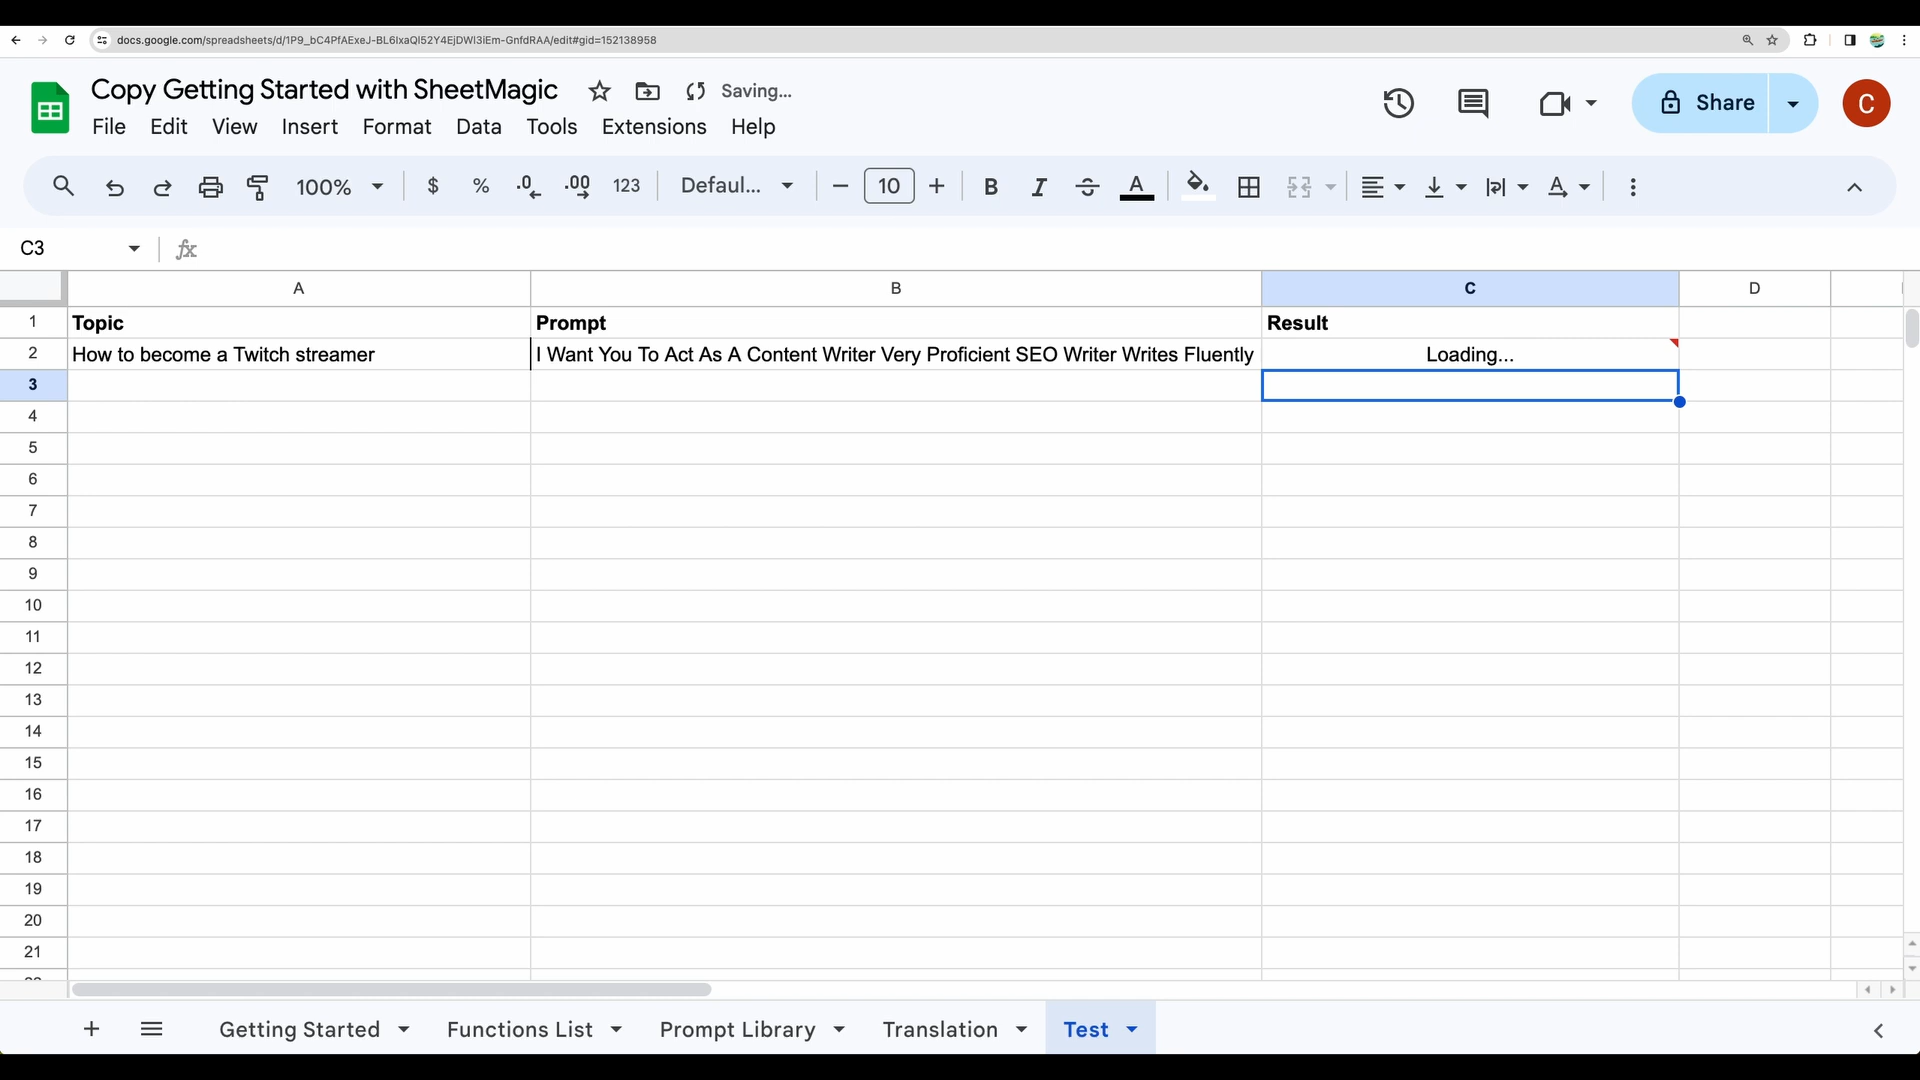 docs.google.com/spreadsheets/d/1P9_bC4PfAExeJ-BL6IxaQI52Y4EjDWI3iEm-GnfdRAA/edit#gid=152138958
Copy Getting Started with SheetMagic Saving...
File Edit View Insert Format Data Tools Extensions Help
Share
C
100% $ % .0 .00 123 Defaul... 10 B I A A
C3 fx
A B C D
1 Topic Prompt Result
2 How to become a Twitch streamer I Want You To Act As A Content Writer Very Proficient SEO Writer Writes Fluently Loading...
3
4
5
6
7
8
9
10
11
12
13
14
15
16
17
18
19
20
21
Getting Started Functions List Prompt Library Translation Test